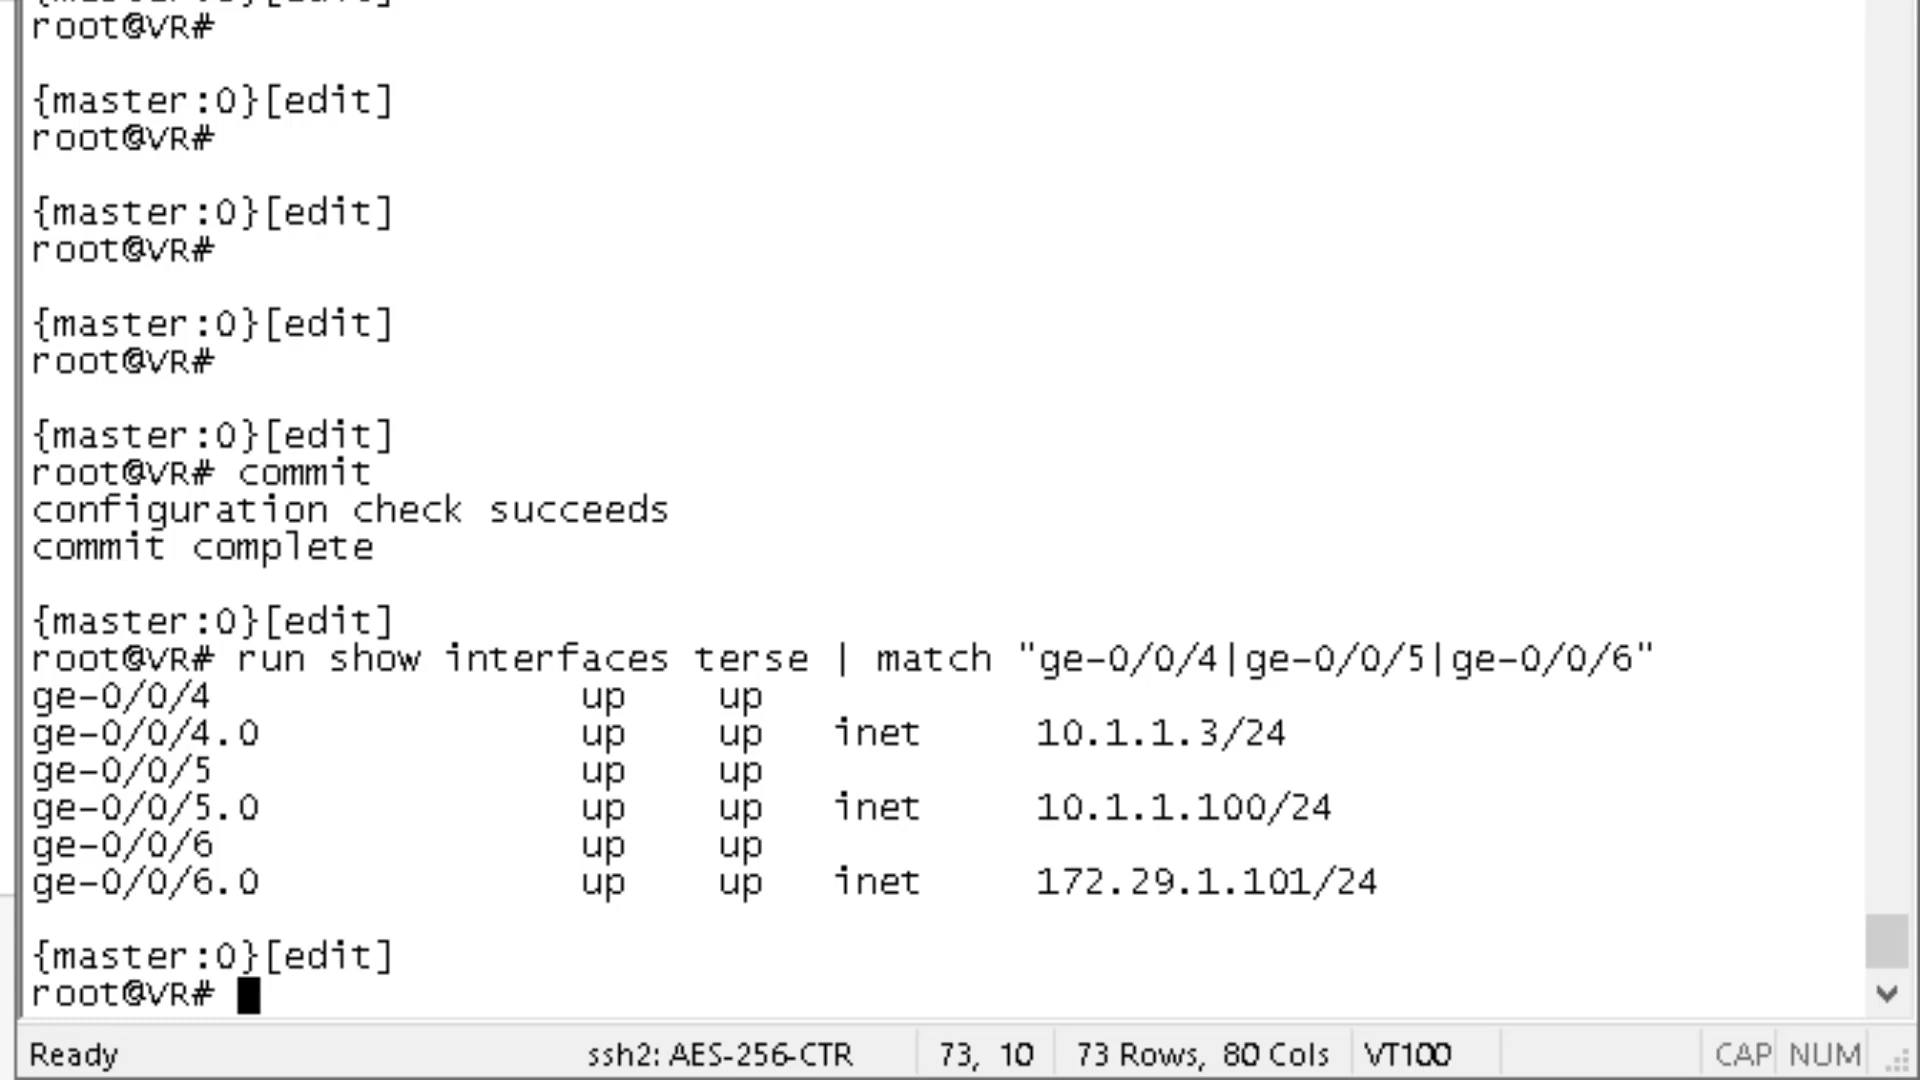 {master:0}[edit]
root@VR#
{master:0}[edit]
root@VR#
{master:0}[edit]
root@VR#
{master:0}[edit]
root@VR#
{master:0}[edit]
root@VR# commit
configuration check succeeds
commit complete
{master:0}[edit]
root@VR# run show interfaces terse | match "ge-0/0/4|ge-0/0/5|ge-0/0/6"
ge-0/0/4 up up
ge-0/0/4.0 up up inet 10.1.1.3/24
ge-0/0/5 up up
ge-0/0/5.0 up up inet 10.1.1.100/24
ge-0/0/6 up up
ge-0/0/6.0 up up inet 172.29.1.101/24
{master:0}[edit]
root@VR#
Ready ssh2: AES-256-CTR 73, 10 73 Rows, 80 Cols VT100 CAP NUM